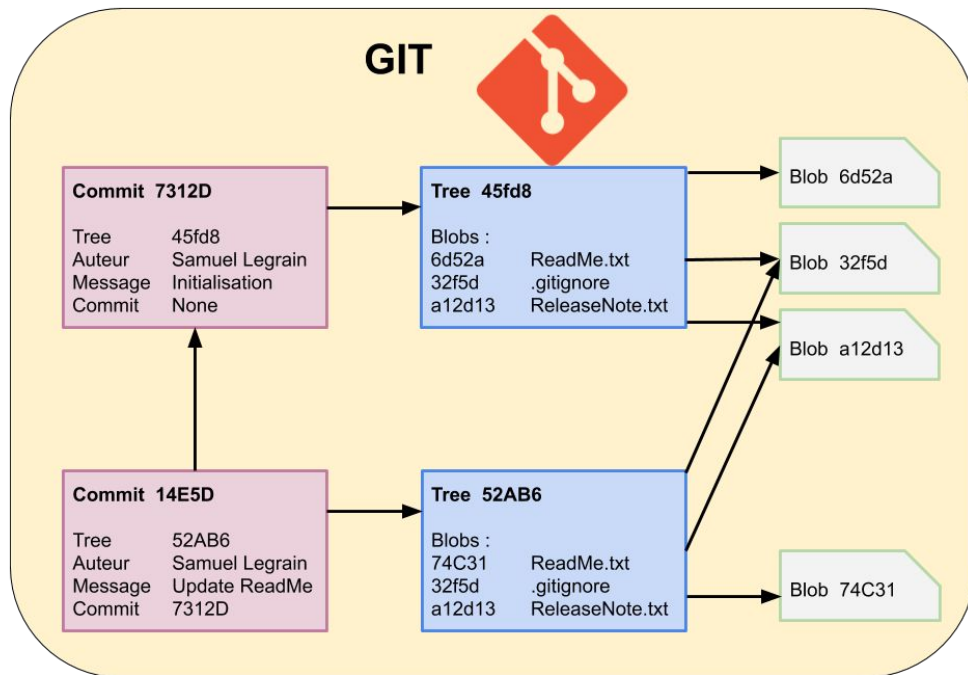 GIT
Commit 7312D
Tree 45fd8
Auteur Samuel Legrain
Message Initialisation
Commit None
Tree 45fd8
Blobs :
6d52a ReadMe.txt
32f5d .gitignore
a12d13 ReleaseNote.txt
Blob 6d52a
Blob 32f5d
Blob a12d13
Commit 14E5D
Tree 52AB6
Auteur Samuel Legrain
Message Update ReadMe
Commit 7312D
Tree 52AB6
Blobs :
74C31 ReadMe.txt
32f5d .gitignore
a12d13 ReleaseNote.txt
Blob 74C31